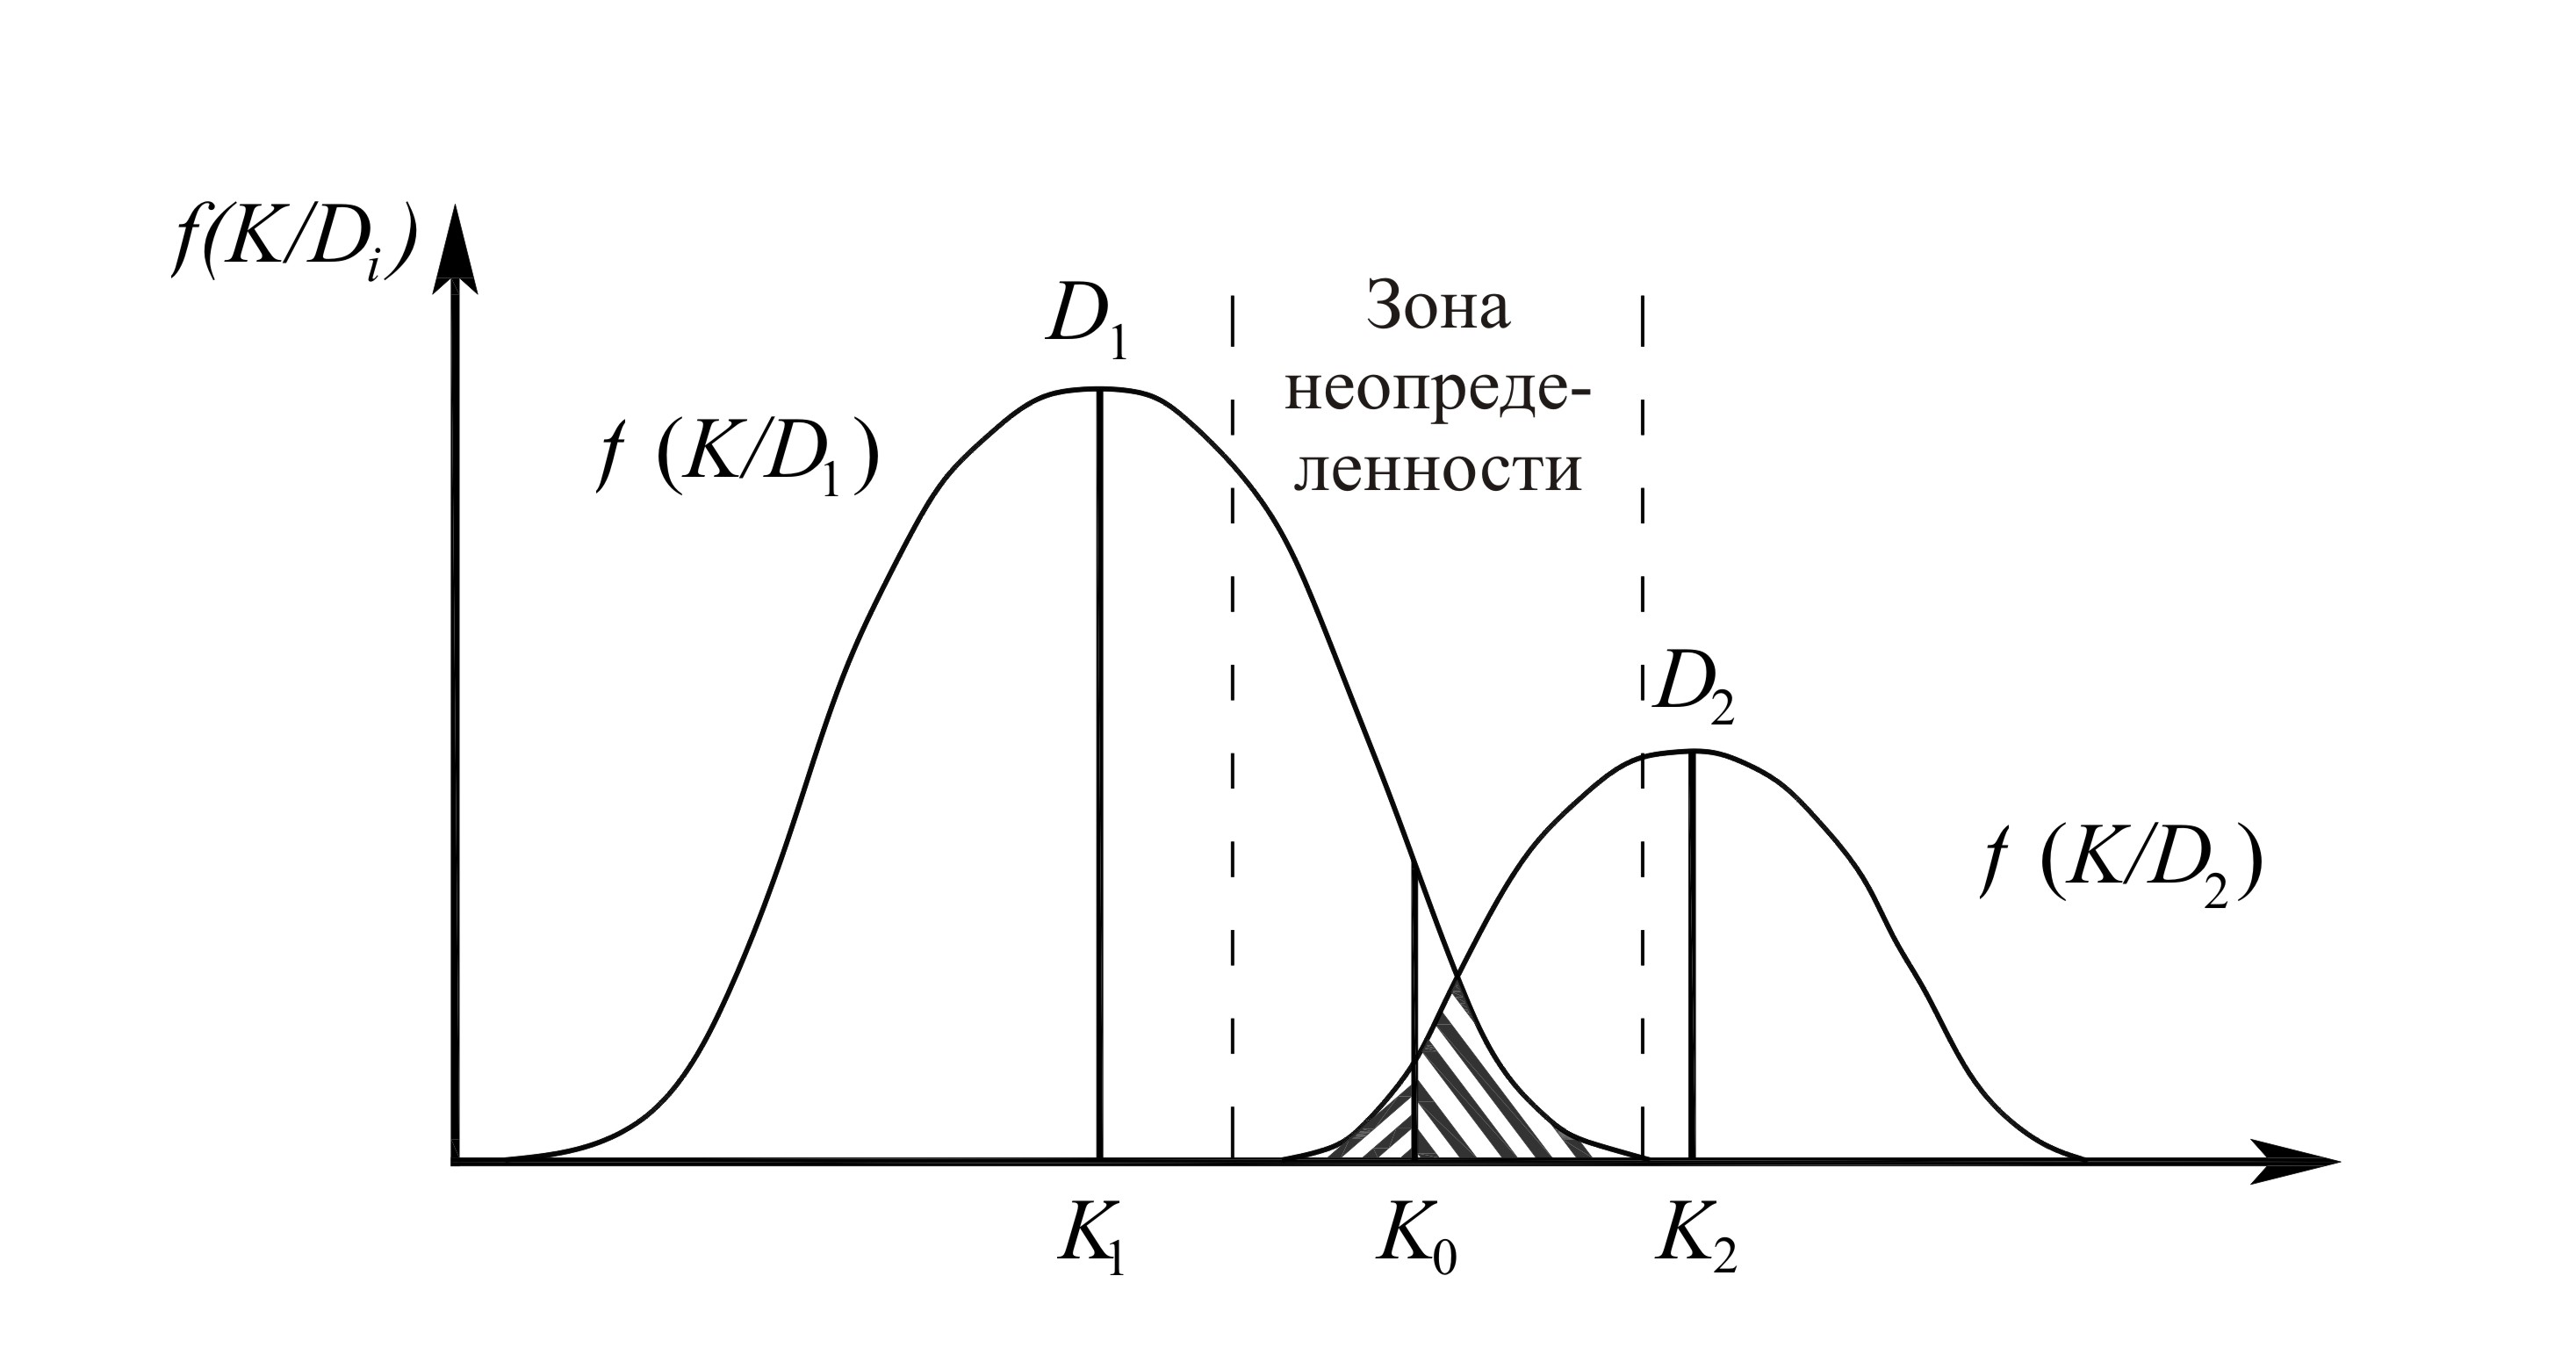 f(K/Dᵢ)
D₁
Зона
неопреде-
ленности
f (K/D₁)
D₂
f (K/D₂)
K₁
K₀
K₂